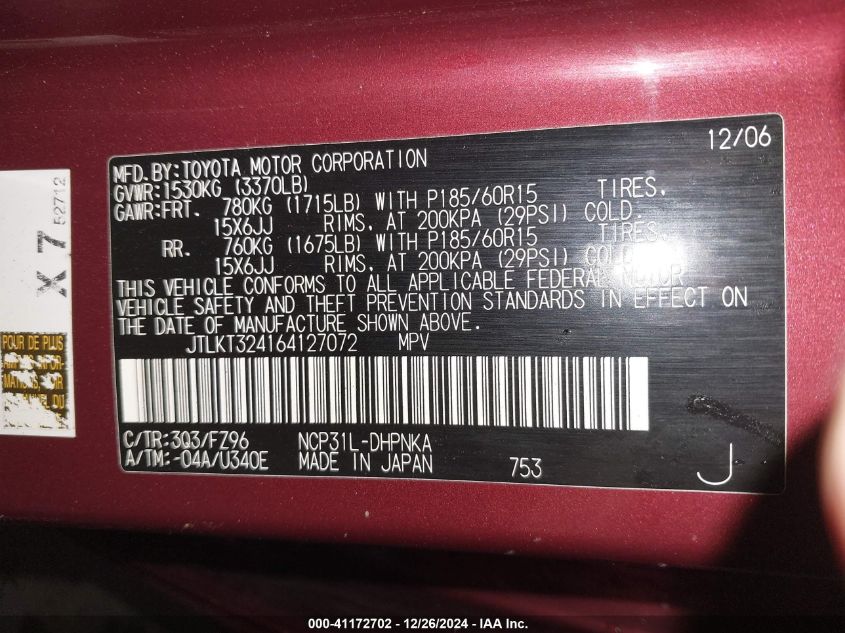 12/06
MFD.BY:TOYOTA MOTOR CORPORATION
GVWR:1530KG (3370LB)
GAWR:FRT. 780KG (1715LB) WITH P185/60R15 TIRES,
15X6JJ RIMS, AT 200KPA (29PSI) COLD.
RR. 760KG (1675LB) WITH P185/60R15 TIRES,
15X6JJ RIMS, AT 200KPA (29PSI) COLD.
THIS VEHICLE CONFORMS TO ALL APPLICABLE FEDERAL MOTOR
VEHICLE SAFETY AND THEFT PREVENTION STANDARDS IN EFFECT ON
THE DATE OF MANUFACTURE SHOWN ABOVE.
JTLKT324164127072 MPV
C/TR:3Q3/FZ96 NCP31L-DHPNKA
A/TM:-04A/U340E MADE IN JAPAN 753
J
X 7 52712
POUR DE PLUS
000-41172702 - 12/26/2024 - IAA Inc.